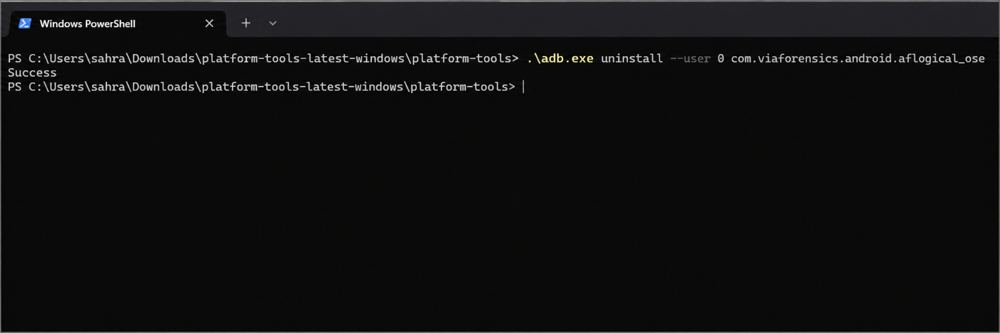 Windows PowerShell
PS C:\Users\sahra\Downloads\platform-tools-latest-windows\platform-tools> .\adb.exe uninstall --user 0 com.viaforensics.android.aflogical_ose
Success
PS C:\Users\sahra\Downloads\platform-tools-latest-windows\platform-tools>